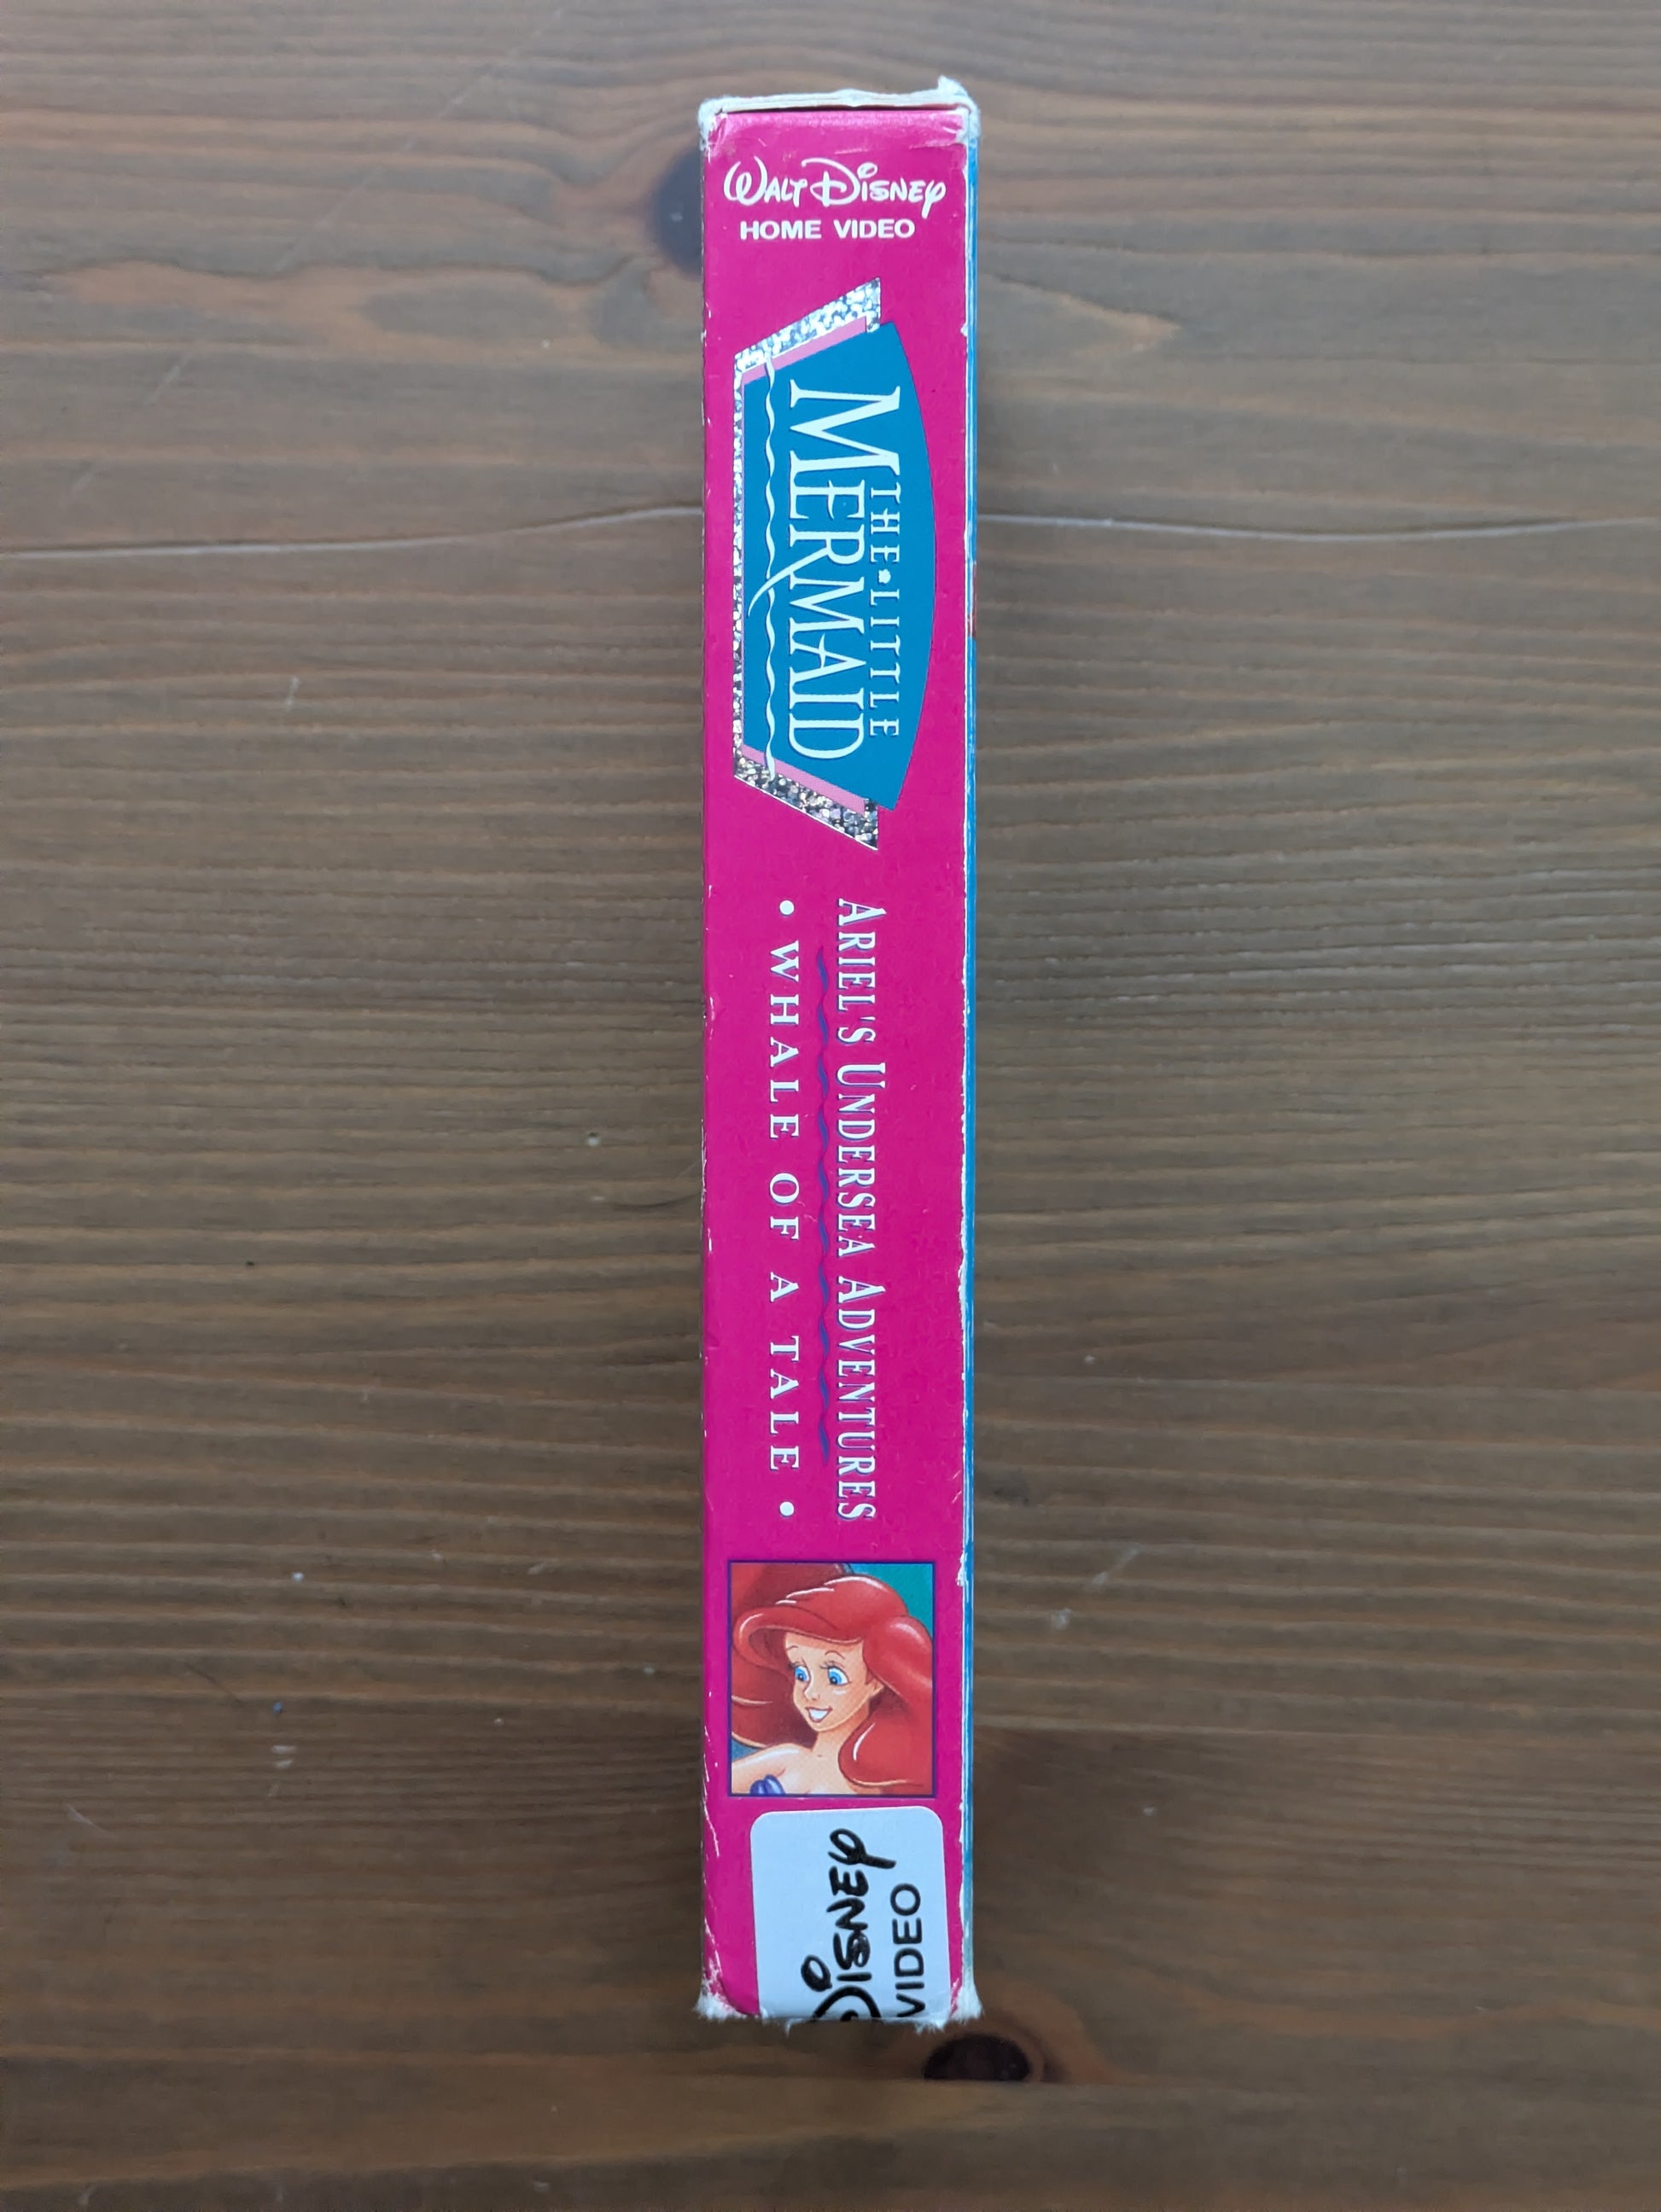 WALT DISNEY
HOME VIDEO
THE • LITTLE
MERMAID
ARIEL'S UNDERSEA ADVENTURES
• WHALE OF A TALE •
DISNEY
VIDEO